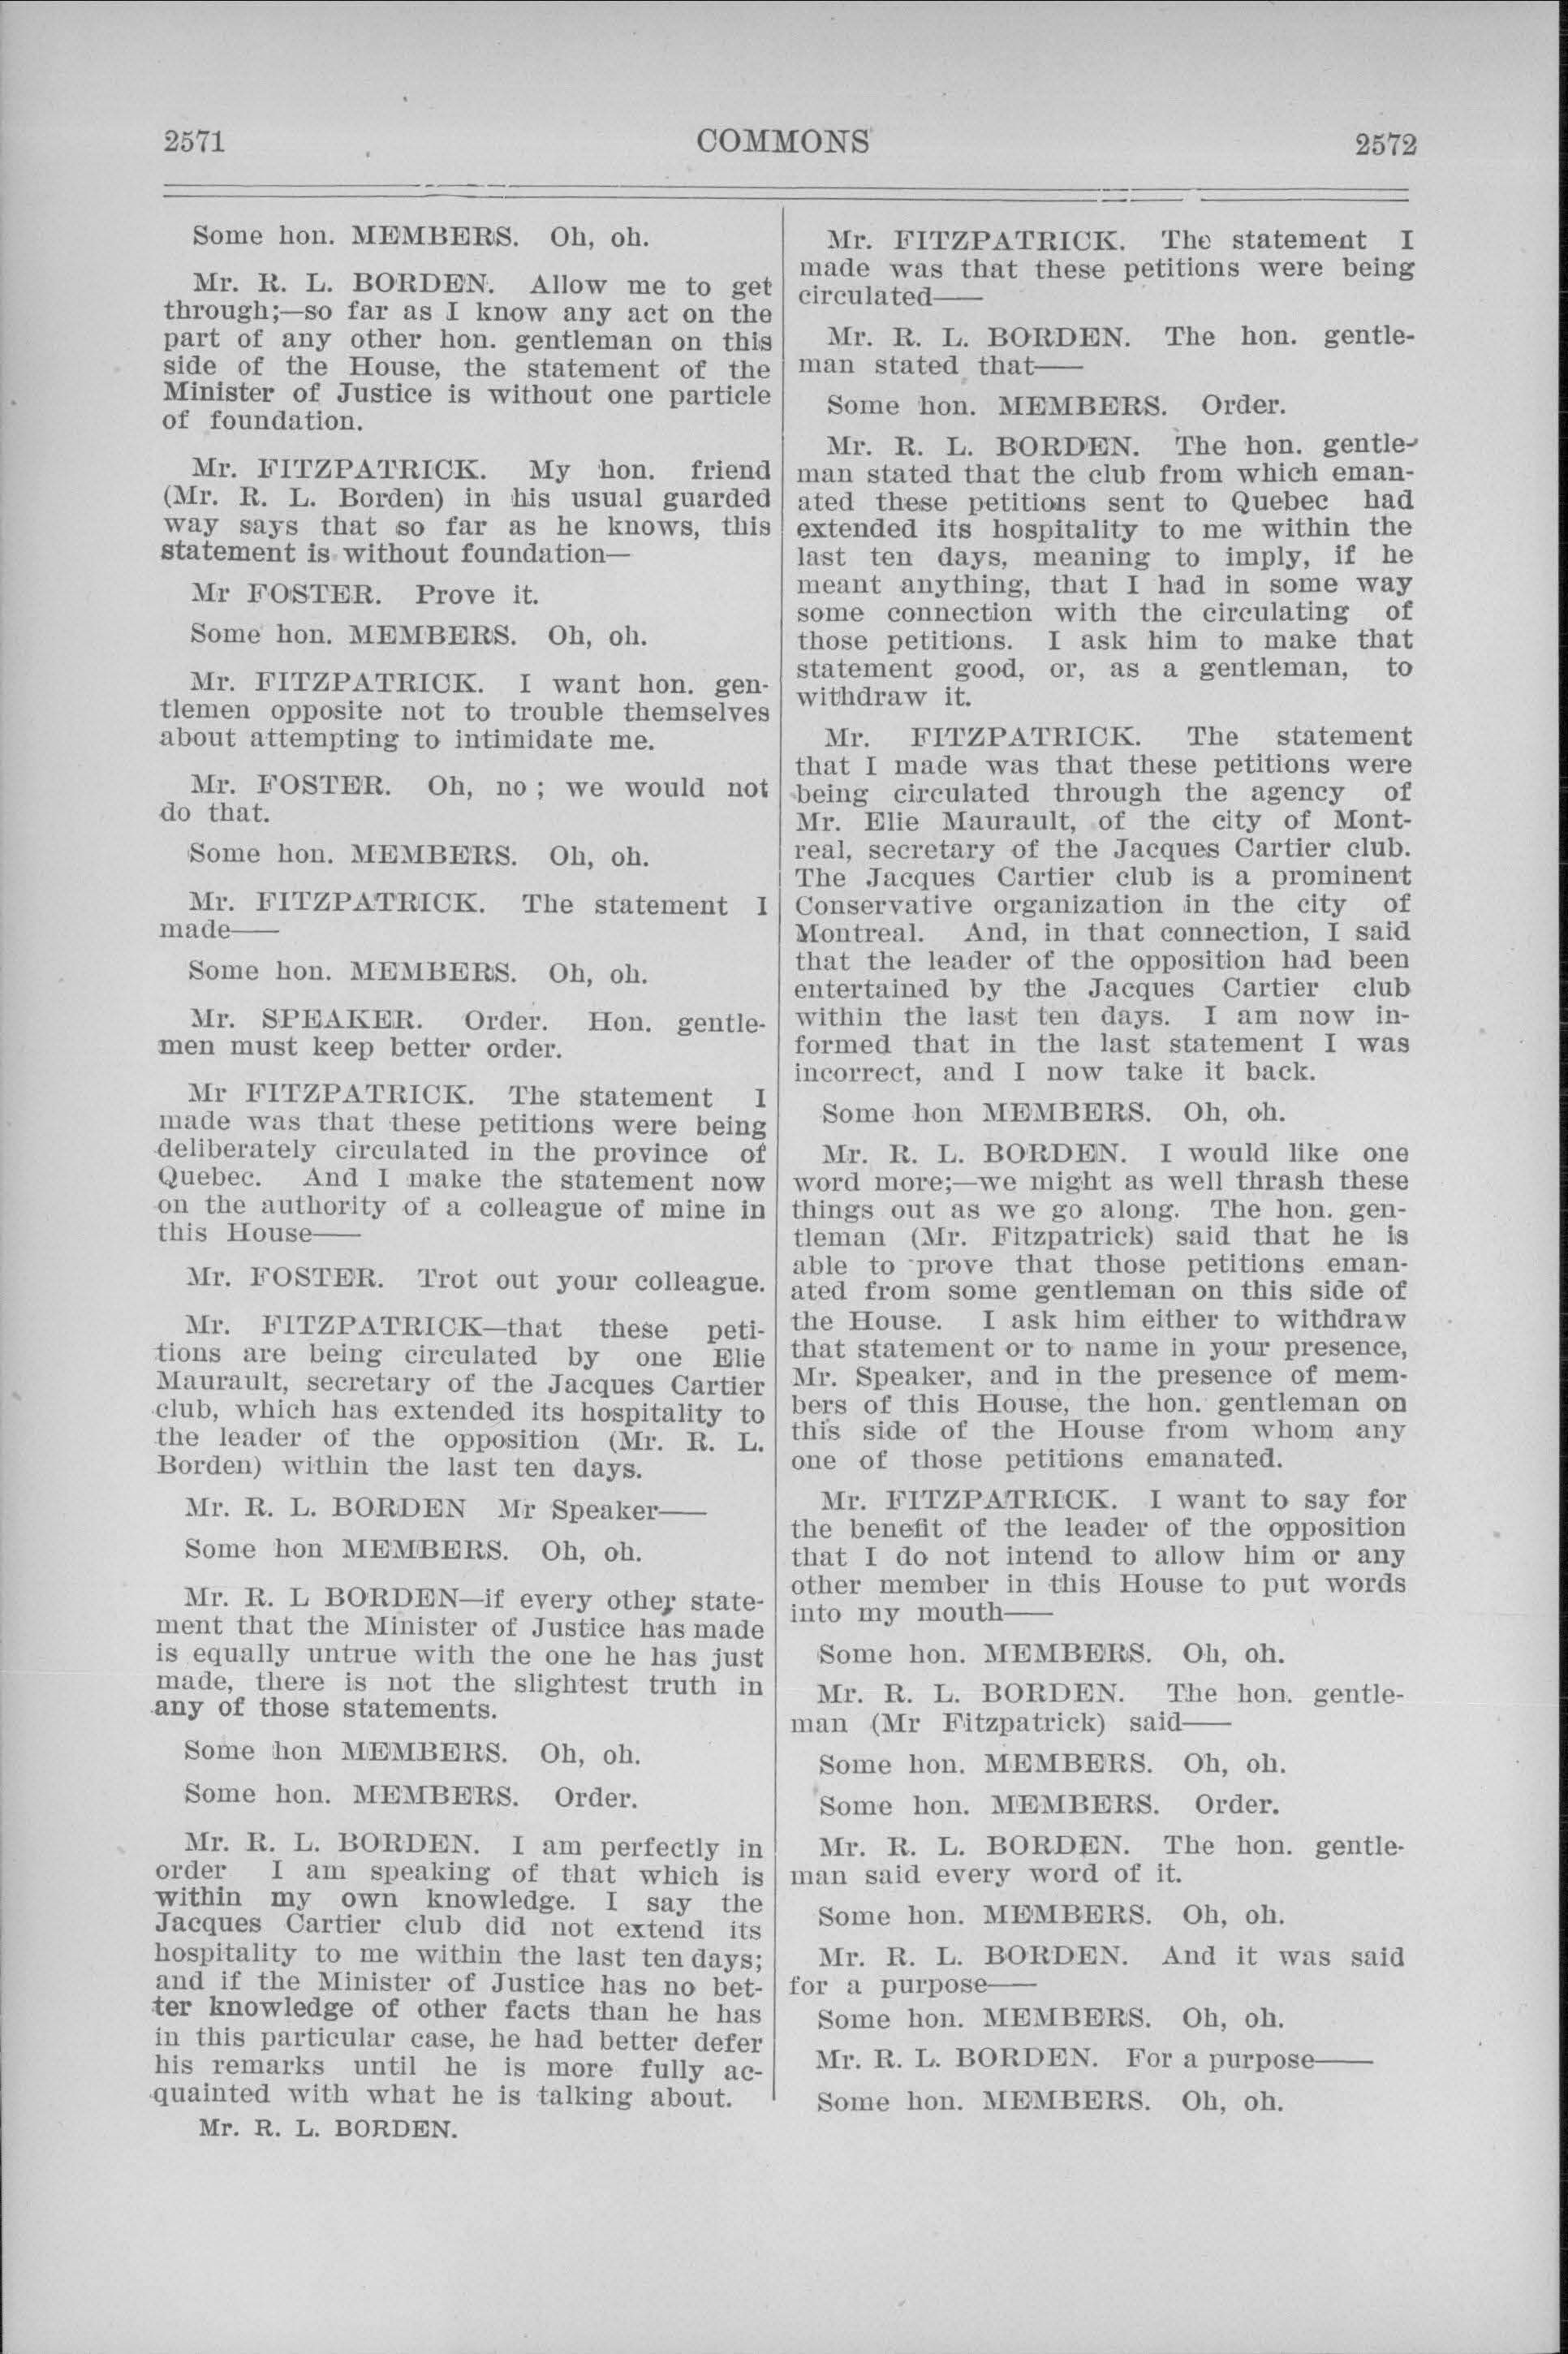 2571
COMMONS
2572
Some hon. MEMBERS. Oh, oh.
Mr. R. L. BORDEN. Allow me to get
through;—so far as I know any act on the
part of any other hon. gentleman on this
side of the House, the statement of the
Minister of Justice is without one particle
of foundation.
Mr. FITZPATRICK. My hon. friend
(Mr. R. L. Borden) in his usual guarded
way says that so far as he knows, this
statement is without foundation—
Mr FOSTER. Prove it.
Some hon. MEMBERS. Oh, oh.
Mr. FITZPATRICK. I want hon. gen-
tlemen opposite not to trouble themselves
about attempting to intimidate me.
Mr. FOSTER. Oh, no ; we would not
do that.
Some hon. MEMBERS. Oh, oh.
Mr. FITZPATRICK. The statement I
made——
Some hon. MEMBERS. Oh, oh.
Mr. SPEAKER. Order. Hon. gentle-
men must keep better order.
Mr FITZPATRICK. The statement I
made was that these petitions were being
deliberately circulated in the province of
Quebec. And I make the statement now
on the authority of a colleague of mine in
this House——
Mr. FOSTER. Trot out your colleague.
Mr. FITZPATRICK—that these peti-
tions are being circulated by one Elie
Maurault, secretary of the Jacques Cartier
club, which has extended its hospitality to
the leader of the opposition (Mr. R. L.
Borden) within the last ten days.
Mr. R. L. BORDEN Mr Speaker——
Some hon MEMBERS. Oh, oh.
Mr. R. L BORDEN—if every other state-
ment that the Minister of Justice has made
is equally untrue with the one he has just
made, there is not the slightest truth in
any of those statements.
Some hon MEMBERS. Oh, oh.
Some hon. MEMBERS. Order.
Mr. R. L. BORDEN. I am perfectly in
order I am speaking of that which is
within my own knowledge. I say the
Jacques Cartier club did not extend its
hospitality to me within the last ten days;
and if the Minister of Justice has no bet-
ter knowledge of other facts than he has
in this particular case, he had better defer
his remarks until he is more fully ac-
quainted with what he is talking about.
Mr. R. L. BORDEN.
Mr. FITZPATRICK. The statement I
made was that these petitions were being
circulated——
Mr. R. L. BORDEN. The hon. gentle-
man stated that——
Some hon. MEMBERS. Order.
Mr. R. L. BORDEN. The hon. gentle-
man stated that the club from which eman-
ated these petitions sent to Quebec had
extended its hospitality to me within the
last ten days, meaning to imply, if he
meant anything, that I had in some way
some connection with the circulating of
those petitions. I ask him to make that
statement good, or, as a gentleman, to
withdraw it.
Mr. FITZPATRICK. The statement
that I made was that these petitions were
being circulated through the agency of
Mr. Elie Maurault, of the city of Mont-
real, secretary of the Jacques Cartier club.
The Jacques Cartier club is a prominent
Conservative organization in the city of
Montreal. And, in that connection, I said
that the leader of the opposition had been
entertained by the Jacques Cartier club
within the last ten days. I am now in-
formed that in the last statement I was
incorrect, and I now take it back.
Some hon MEMBERS. Oh, oh.
Mr. R. L. BORDEN. I would like one
word more;—we might as well thrash these
things out as we go along. The hon. gen-
tleman (Mr. Fitzpatrick) said that he is
able to prove that those petitions eman-
ated from some gentleman on this side of
the House. I ask him either to withdraw
that statement or to name in your presence,
Mr. Speaker, and in the presence of mem-
bers of this House, the hon. gentleman on
this side of the House from whom any
one of those petitions emanated.
Mr. FITZPATRICK. I want to say for
the benefit of the leader of the opposition
that I do not intend to allow him or any
other member in this House to put words
into my mouth——
Some hon. MEMBERS. Oh, oh.
Mr. R. L. BORDEN. The hon. gentle-
man (Mr Fitzpatrick) said——
Some hon. MEMBERS. Oh, oh.
Some hon. MEMBERS. Order.
Mr. R. L. BORDEN. The hon. gentle-
man said every word of it.
Some hon. MEMBERS. Oh, oh.
Mr. R. L. BORDEN. And it was said
for a purpose——
Some hon. MEMBERS. Oh, oh.
Mr. R. L. BORDEN. For a purpose——
Some hon. MEMBERS. Oh, oh.